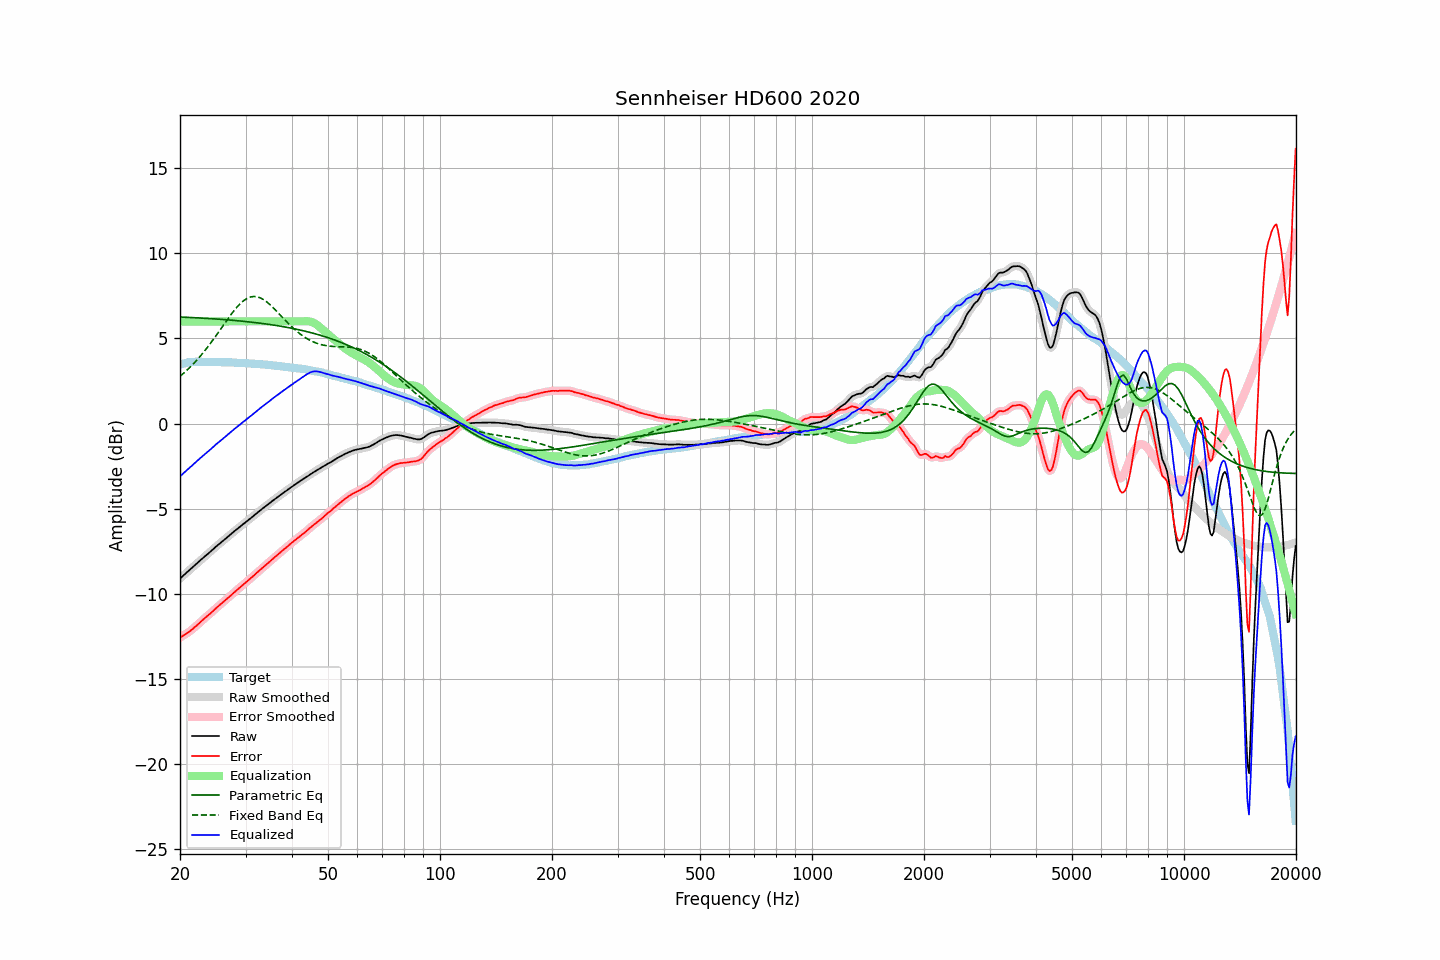 Sennheiser HD600 2020
Amplitude (dBr)
15
10
5
0
−5
−10
−15
−20
−25
Target
Raw Smoothed
Error Smoothed
Raw
Error
Equalization
Parametric Eq
Fixed Band Eq
Equalized
20 50 100 200 500 1000 2000 5000 10000 20000
Frequency (Hz)